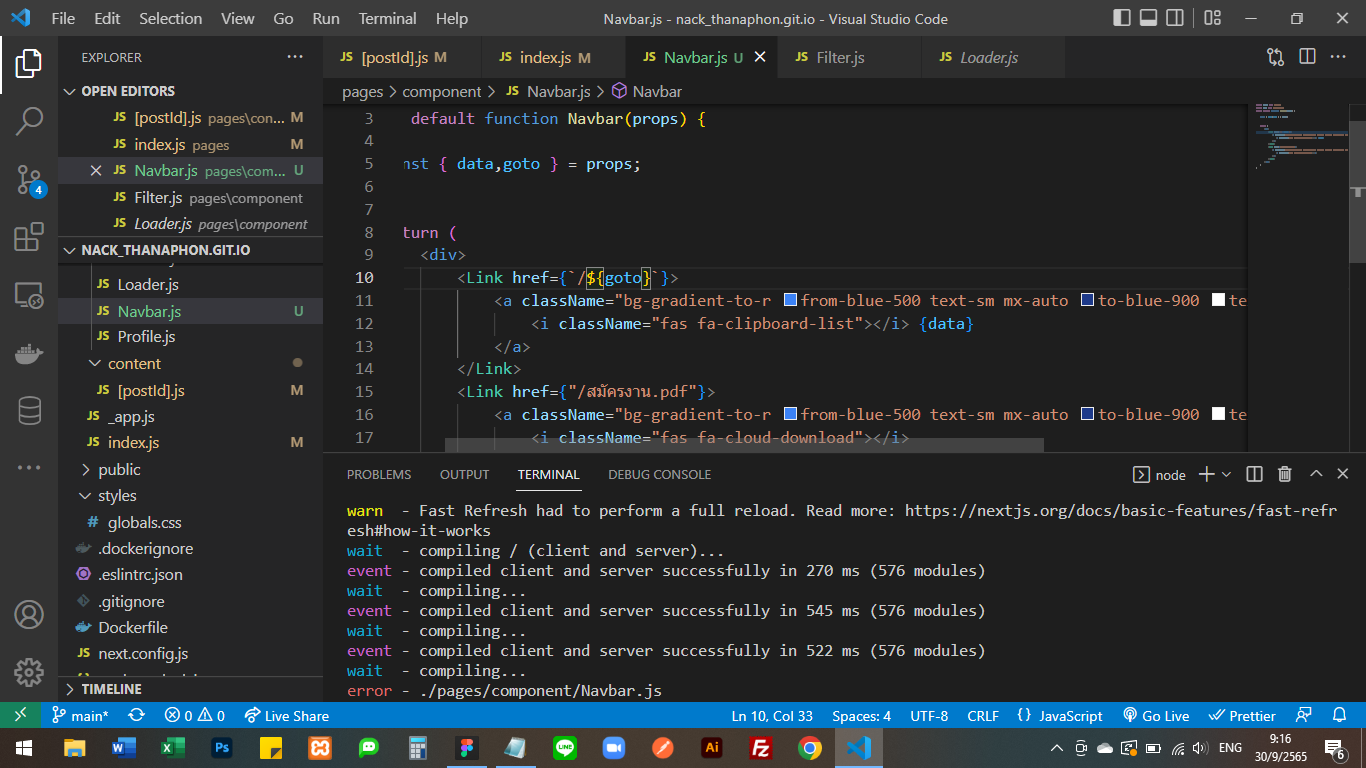 File Edit Selection View Go Run Terminal Help Navbar.js - nack_thanaphon.git.io - Visual Studio Code
EXPLORER
OPEN EDITORS
JS [postId].js pages\con... M
JS index.js pages M
JS Navbar.js pages\com... U
JS Filter.js pages\component
JS Loader.js pages\component
NACK_THANAPHON.GIT.IO
JS Loader.js
JS Navbar.js U
JS Profile.js
content
JS [postId].js M
JS _app.js
JS index.js M
public
styles
# globals.css
.dockerignore
.eslintrc.json
.gitignore
Dockerfile
JS next.config.js
TIMELINE
4
JS [postId].js M JS index.js M JS Navbar.js U JS Filter.js JS Loader.js
pages > component > JS Navbar.js > Navbar
3 default function Navbar(props) {
4
5 nst { data,goto } = props;
6
7
8 turn (
9 <div>
10 <Link href={`/${goto}`}>
11 <a className="bg-gradient-to-r from-blue-500 text-sm mx-auto to-blue-900 te
12 <i className="fas fa-clipboard-list"></i> {data}
13 </a>
14 </Link>
15 <Link href={"/สมัครงาน.pdf"}>
16 <a className="bg-gradient-to-r from-blue-500 text-sm mx-auto to-blue-900 te
17 <i className="fas fa-cloud-download"></i>
PROBLEMS OUTPUT TERMINAL DEBUG CONSOLE node
warn - Fast Refresh had to perform a full reload. Read more: https://nextjs.org/docs/basic-features/fast-refr
esh#how-it-works
wait - compiling / (client and server)...
event - compiled client and server successfully in 270 ms (576 modules)
wait - compiling...
event - compiled client and server successfully in 545 ms (576 modules)
wait - compiling...
event - compiled client and server successfully in 522 ms (576 modules)
wait - compiling...
error - ./pages/component/Navbar.js
main* 0 0 Live Share Ln 10, Col 33 Spaces: 4 UTF-8 CRLF {} JavaScript Go Live Prettier
ENG 9:16
30/9/2565 6